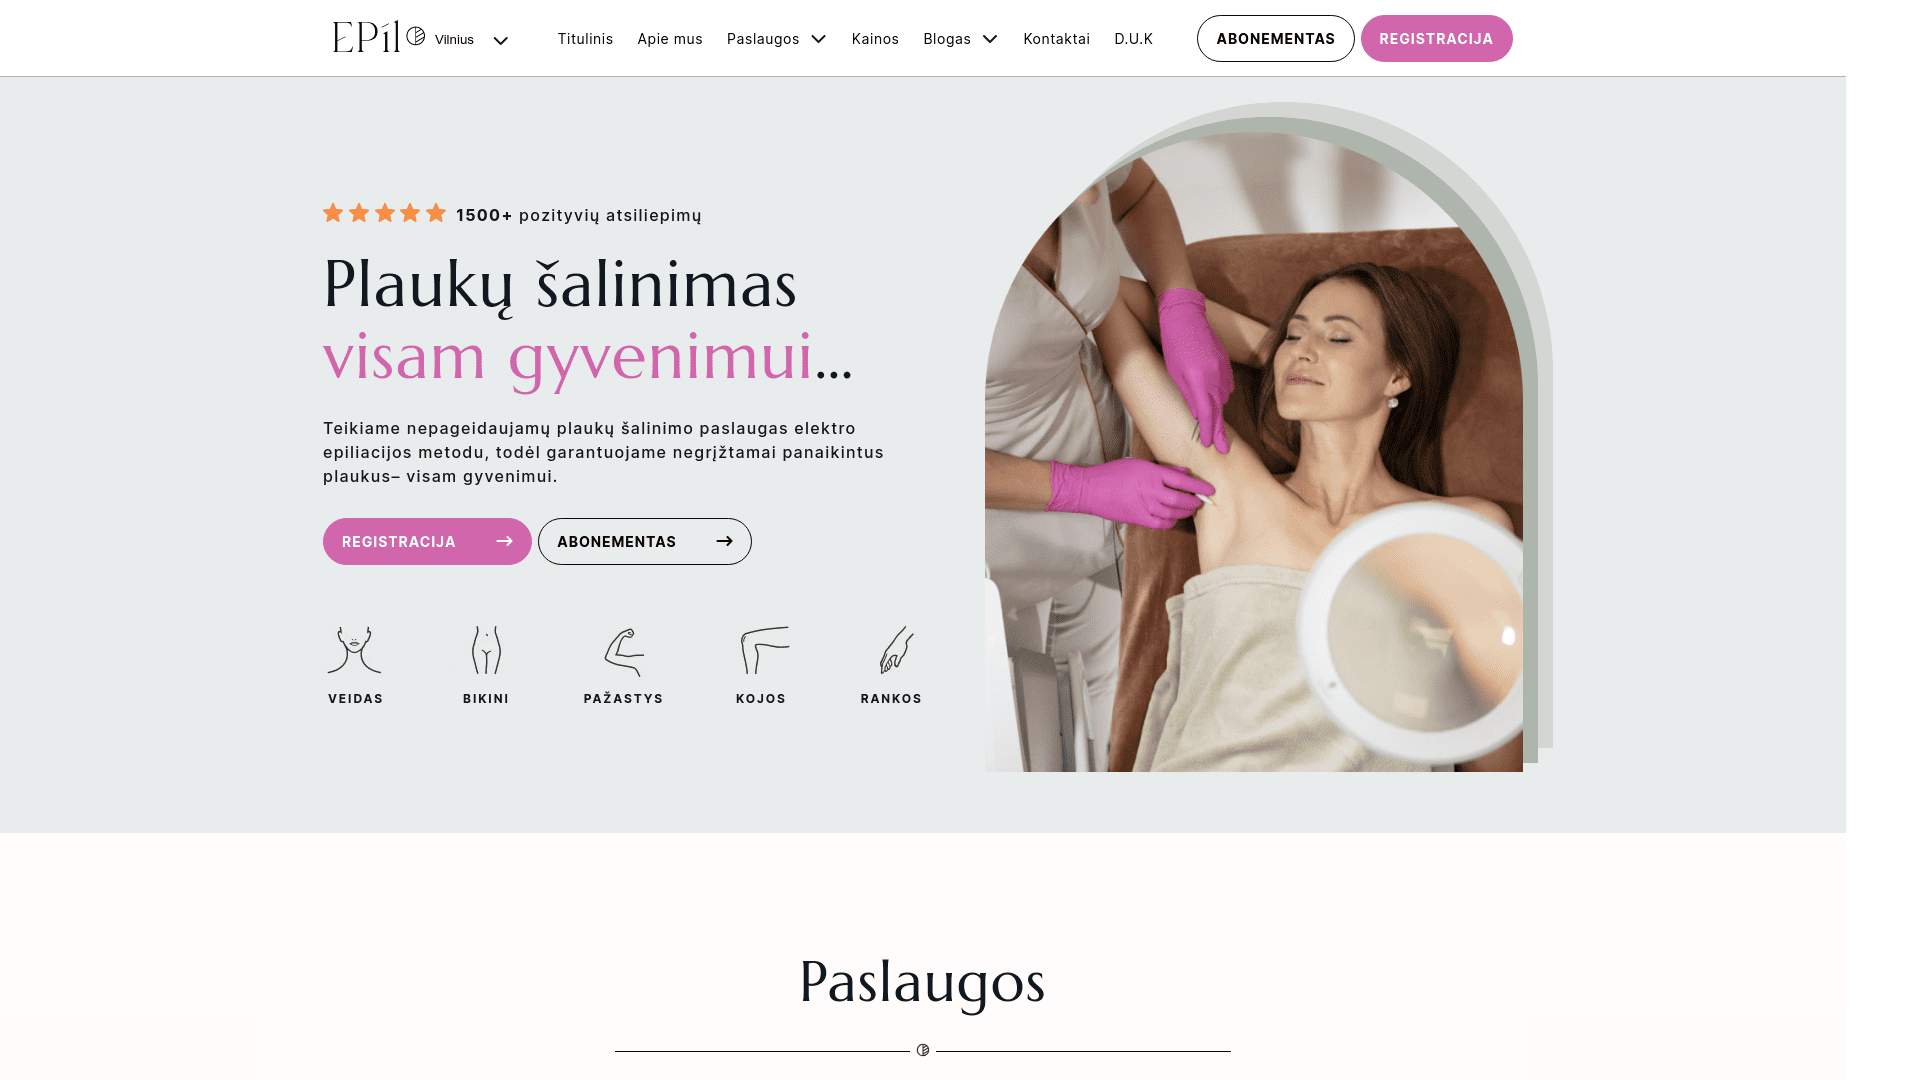 EPil
Vilnius
Titulinis
Apie mus
Paslaugos
Kainos
Blogas
Kontaktai
D.U.K
ABONEMENTAS
REGISTRACIJA
1500+ pozityvių atsiliepimų
Plaukų šalinimas
visam gyvenimui...
Teikiame nepageidaujamų plaukų šalinimo paslaugas elektro
epiliacijos metodu, todėl garantuojame negrįžtamai panaikintus
plaukus– visam gyvenimui.
REGISTRACIJA
ABONEMENTAS
VEIDAS
BIKINI
PAŽASTYS
KOJOS
RANKOS
Paslaugos